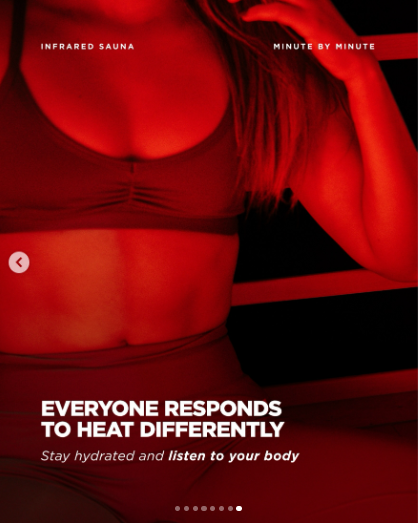 INFRARED SAUNA
MINUTE BY MINUTE
EVERYONE RESPONDS
TO HEAT DIFFERENTLY
Stay hydrated and listen to your body